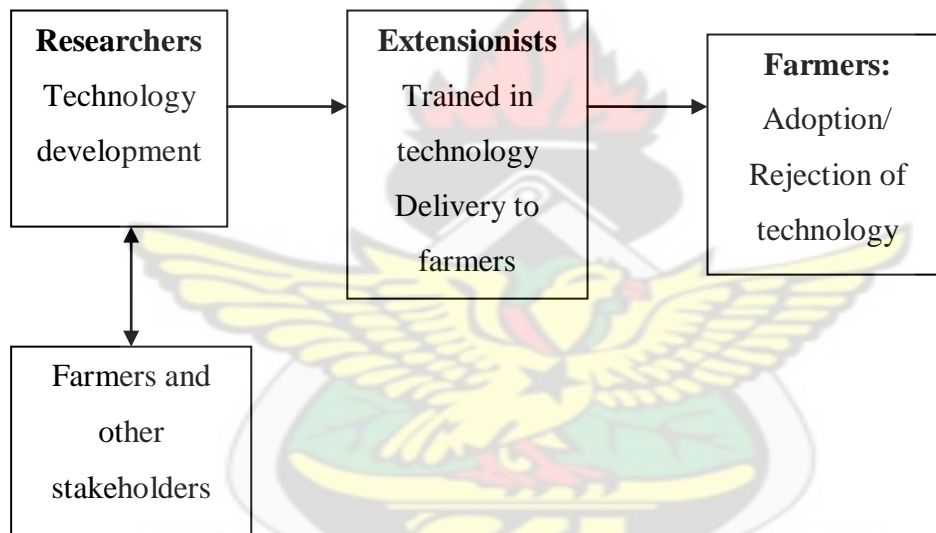 Researchers
Technology
development
Extensionists
Trained in
technology
Delivery to
farmers
Farmers:
Adoption/
Rejection of
technology
Farmers and
other
stakeholders